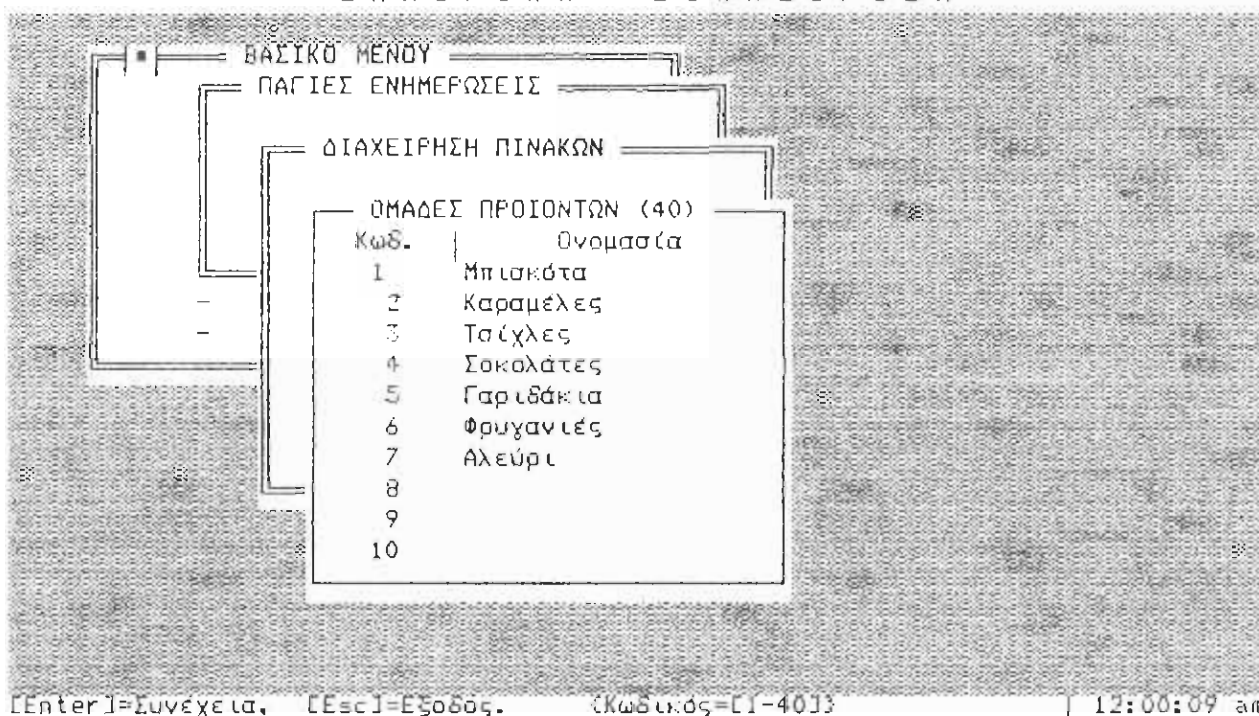 ΒΑΣΙΚΟ ΜΕΝΟΥ
ΠΑΓΙΕΣ ΕΝΗΜΕΡΩΣΕΙΣ
ΔΙΑΧΕΙΡΗΣΗ ΠΙΝΑΚΩΝ
ΟΜΑΔΕΣ ΠΡΟΙΟΝΤΩΝ (40)
Κωδ. | Ονομασία
1 Μπισκότα
2 Καραμέλες
3 Τσίχλες
4 Σοκολάτες
5 Γαριδάκια
6 Φρυγανιές
7 Αλεύρι
8
9
10
[Enter]=Συνέχεια, [Esc]=Εξοδος. {Κωδικός=[1-40]} | 12:00:09 am